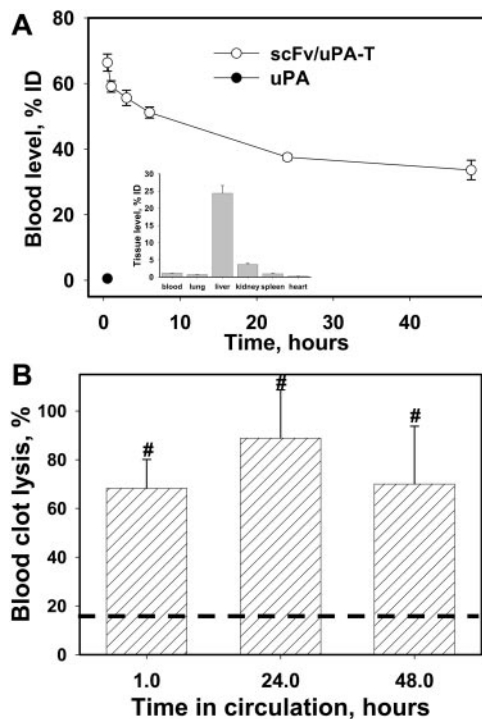 A
80
60
40
20
0
Blood level, % ID
scFv/uPA-T
uPA
30
25
20
15
10
5
0
Tissue level, % ID
blood lung liver kidney spleen heart
0 10 20 30 40
Time, hours
B
100
80
60
40
20
0
Blood clot lysis, %
# # #
1.0 24.0 48.0
Time in circulation, hours